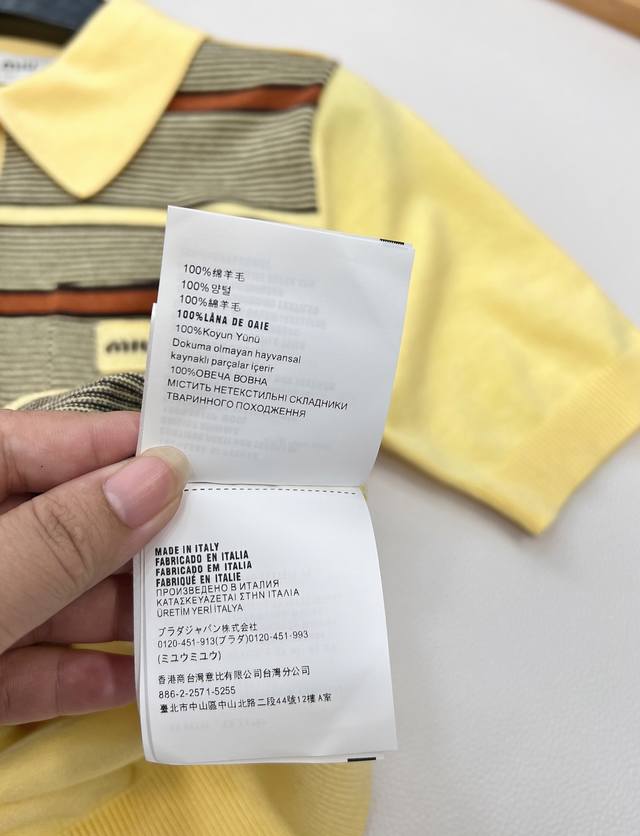 100%绵羊毛
100%양털
100%綿羊毛
100%LÂNA DE OAIE
100%Koyun Yünü
Dokuma olmayan hayvansal
kaynaklı parçalar içerir
100%ОВЕЧА ВОВНА
МІСТИТЬ НЕТЕКСТИЛЬНІ СКЛАДНИКИ
ТВАРИННОГО ПОХОДЖЕННЯ
MADE IN ITALY
FABRICADO EN ITALIA
FABRICADO EM ITALIA
FABRIQUÉ EN ITALIE
ПРОИЗВЕДЕНО В ИТАЛИЯ
ΚΑΤΑΣΚΕΥΑΖΕΤΑΙ ΣΤΗΝ ΙΤΑΛΙΑ
ÜRETİM YERİ İTALYA
プラダジャパン株式会社
0120-451-913(プラダ)0120-451-993
(ミユウミユウ)
香港商台灣意比有限公司台灣分公司
886-2-2571-5255
臺北市中山區中山北路二段44號12樓A室